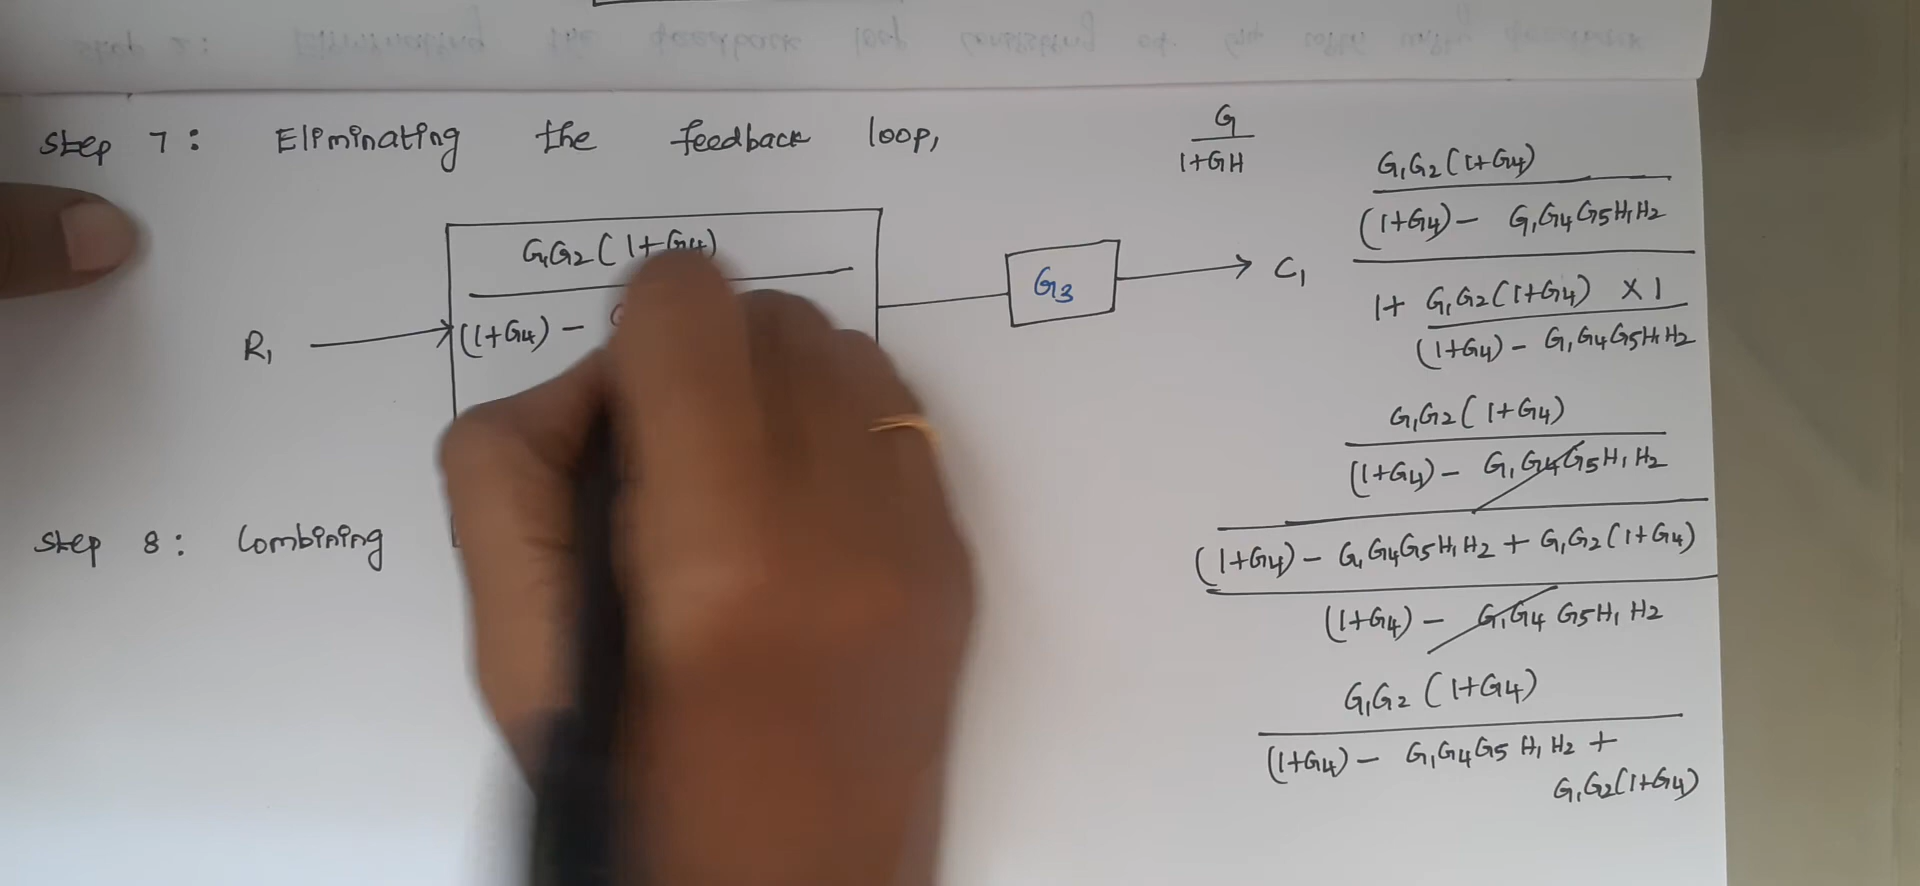 Step 7: Eliminating the feedback loop,
G
1+GH
G1G2(1+G4)
(1+G4) -
R1
G3
C1
Step 8: Combining
G1G2(1+G4)
(1+G4) - G1G4G5H1H2
1+ G1G2(1+G4) X 1
(1+G4) - G1G4G5H1H2
G1G2(1+G4)
(1+G4) - G1G4G5H1H2
(1+G4) - G1G4G5H1H2 + G1G2(1+G4)
(1+G4) - G1G4G5H1H2
G1G2(1+G4)
(1+G4) - G1G4G5H1H2 +
G1G2(1+G4)